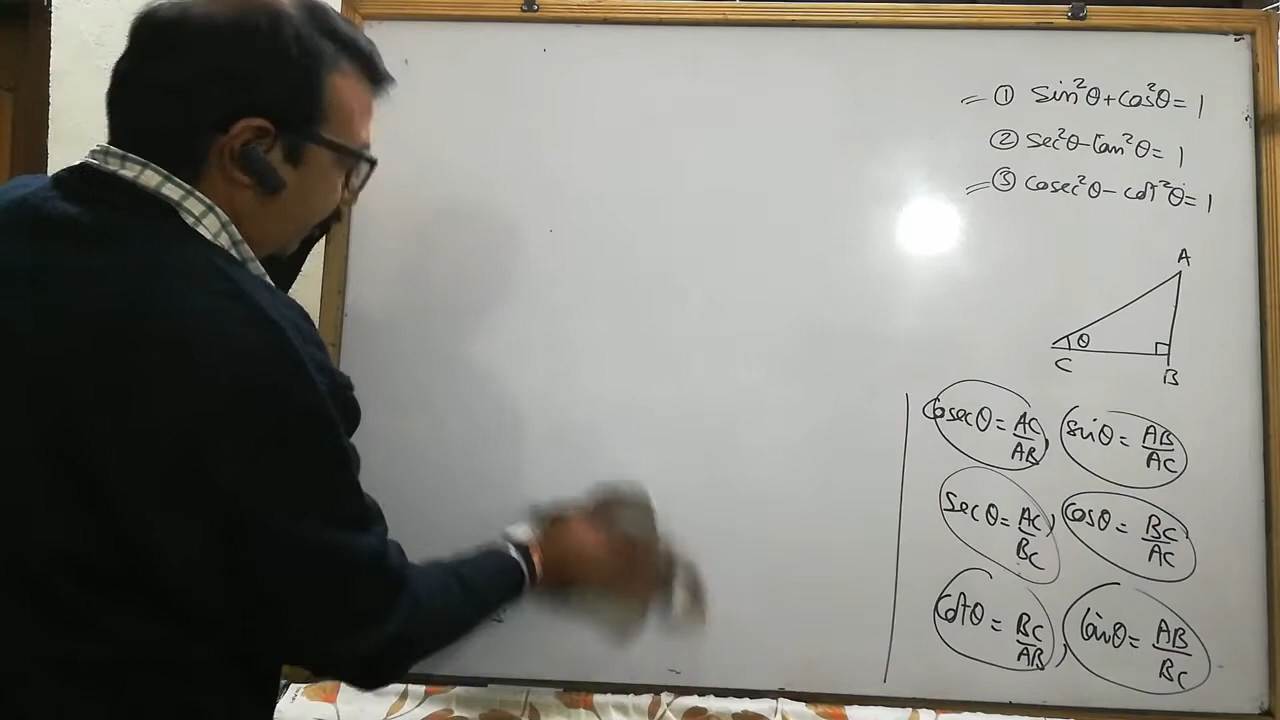 ① Sin²θ+Cos²θ=1
② Sec²θ-Tan²θ=1
③ Cosec²θ-cot²θ=1
A
θ
C
B
Cosecθ=AC/AB, sinθ=AB/AC
Secθ=AC/BC, Cosθ=BC/AC
Cotθ=BC/AB, Tanθ=AB/BC